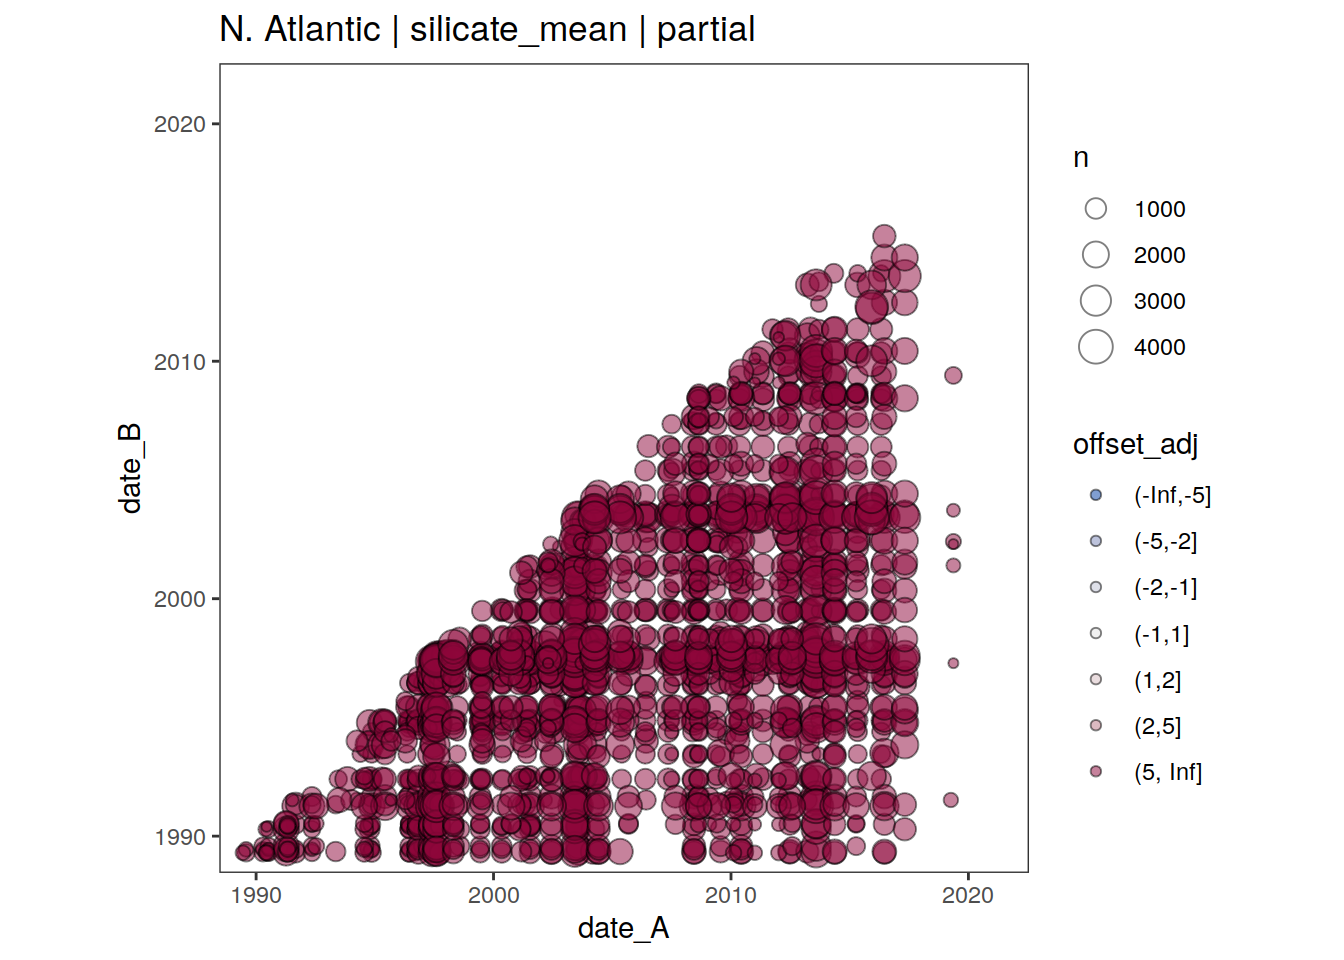 N. Atlantic | silicate_mean | partial
2020
2010
2000
1990
date_B
1990
2000
2010
2020
date_A
n
1000
2000
3000
4000
offset_adj
(-Inf,-5]
(-5,-2]
(-2,-1]
(-1,1]
(1,2]
(2,5]
(5, Inf]